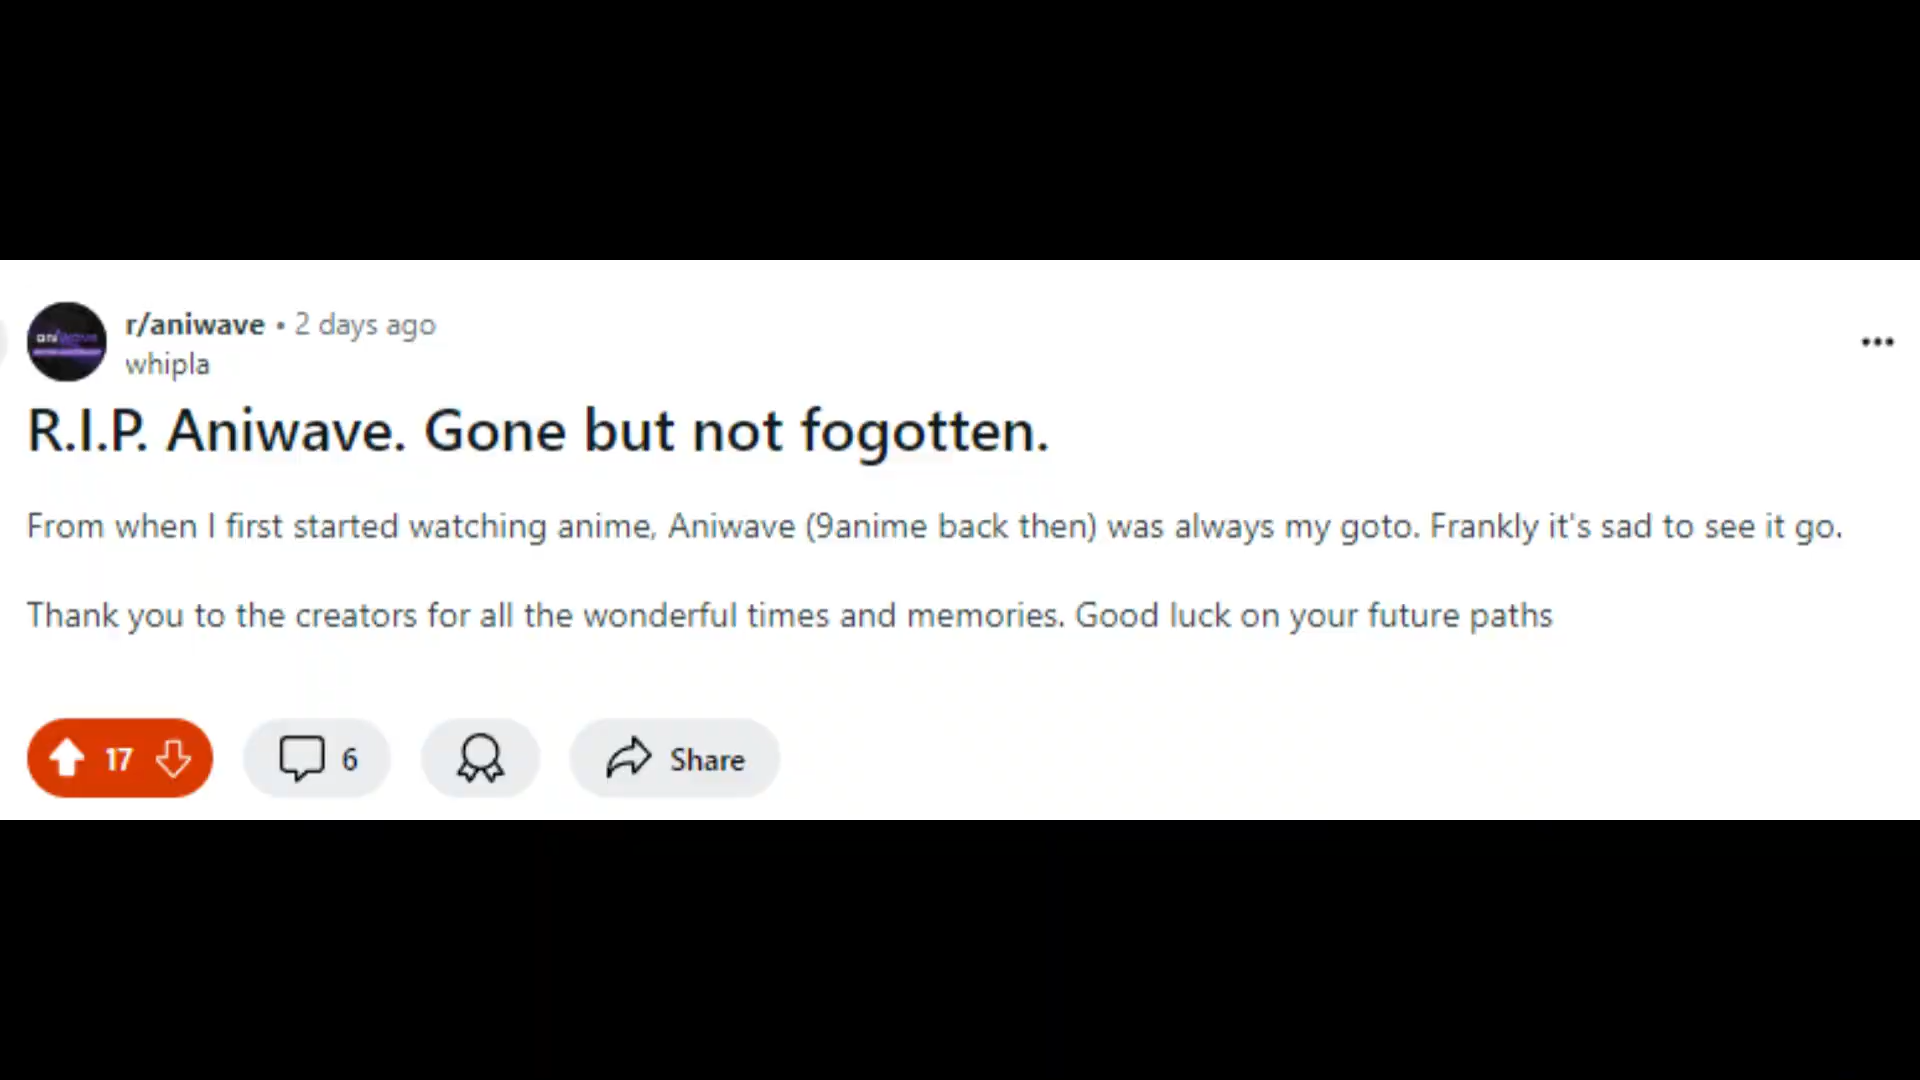 aniwave
r/aniwave • 2 days ago
whipla
R.I.P. Aniwave. Gone but not fogotten.
From when I first started watching anime, Aniwave (9anime back then) was always my goto. Frankly it's sad to see it go.
Thank you to the creators for all the wonderful times and memories. Good luck on your future paths
17
6
Share